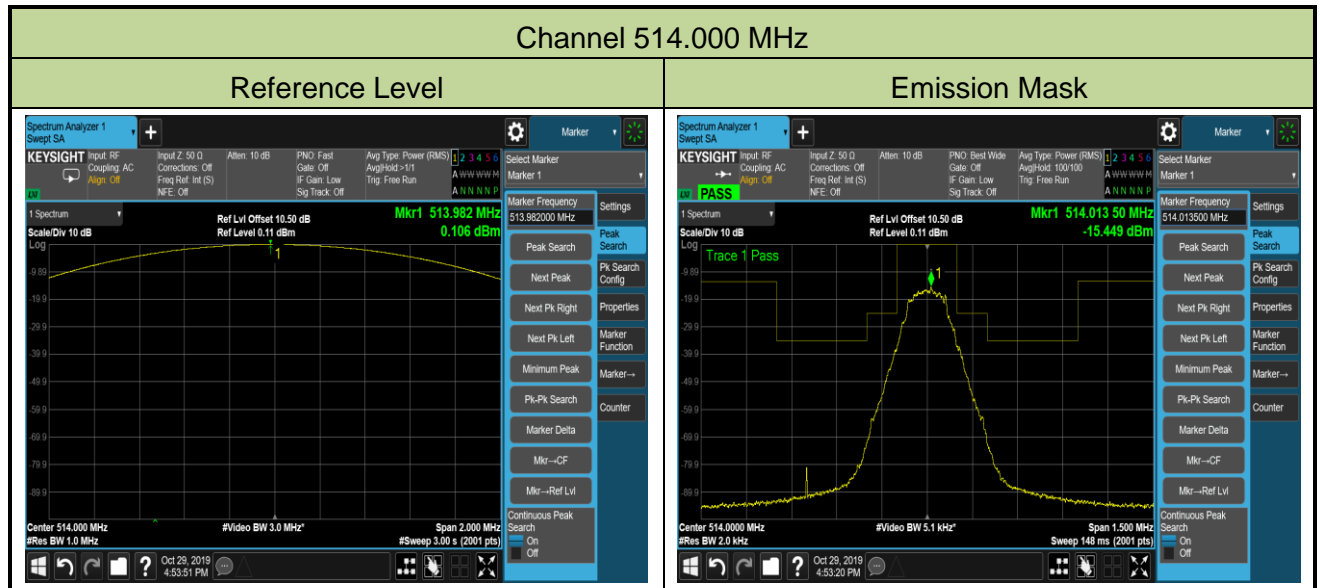 Channel 514.000 MHz
Reference Level
Emission Mask
Spectrum Analyzer 1
Swept SA
+
Marker
KEYSIGHT
Input: RF
Coupling: AC
Align: Off
Input Z: 50 Ω
Corrections: Off
Freq Ref: Int (S)
NFE: Off
Atten: 10 dB
PNO: Fast
Gate: Off
IF Gain: Low
Sig Track: Off
Avg Type: Power (RMS)
Avg|Hold:>1/1
Trig: Free Run
1 2 3 4 5 6
A W W W W M
A N N N N P
LW
Select Marker
Marker 1
1 Spectrum
Ref Lvl Offset 10.50 dB
Mkr1 513.982 MHz
Scale/Div 10 dB
Ref Level 0.11 dBm
0.106 dBm
Log
1
-9.89
-19.9
-29.9
-39.9
-49.9
-59.9
-69.9
-79.9
-89.9
Center 514.000 MHz
#Video BW 3.0 MHz*
Span 2.000 MHz
#Res BW 1.0 MHz
#Sweep 3.00 s (2001 pts)
Marker Frequency
513.982000 MHz
Settings
Peak Search
Peak
Search
Next Peak
Pk Search
Config
Next Pk Right
Properties
Next Pk Left
Marker
Function
Minimum Peak
Marker→
Pk-Pk Search
Counter
Marker Delta
Mkr→CF
Mkr→Ref Lvl
Continuous Peak
Search
On
Off
?
Oct 29, 2019
4:53:51 PM
Spectrum Analyzer 1
Swept SA
+
Marker
KEYSIGHT
Input: RF
Coupling: AC
Align: Off
Input Z: 50 Ω
Corrections: Off
Freq Ref: Int (S)
NFE: Off
Atten: 10 dB
PNO: Best Wide
Gate: Off
IF Gain: Low
Sig Track: Off
Avg Type: Power (RMS)
Avg|Hold: 100/100
Trig: Free Run
1 2 3 4 5 6
A W W W W M
A N N N N P
LW
PASS
Select Marker
Marker 1
1 Spectrum
Ref Lvl Offset 10.50 dB
Mkr1 514.013 50 MHz
Scale/Div 10 dB
Ref Level 0.11 dBm
-15.449 dBm
Log
Trace 1 Pass
1
-9.89
-19.9
-29.9
-39.9
-49.9
-59.9
-69.9
-79.9
-89.9
Center 514.0000 MHz
#Video BW 5.1 kHz*
Span 1.500 MHz
#Res BW 2.0 kHz
Sweep 148 ms (2001 pts)
Marker Frequency
514.013500 MHz
Settings
Peak Search
Peak
Search
Next Peak
Pk Search
Config
Next Pk Right
Properties
Next Pk Left
Marker
Function
Minimum Peak
Marker→
Pk-Pk Search
Counter
Marker Delta
Mkr→CF
Mkr→Ref Lvl
Continuous Peak
Search
On
Off
?
Oct 29, 2019
4:53:20 PM